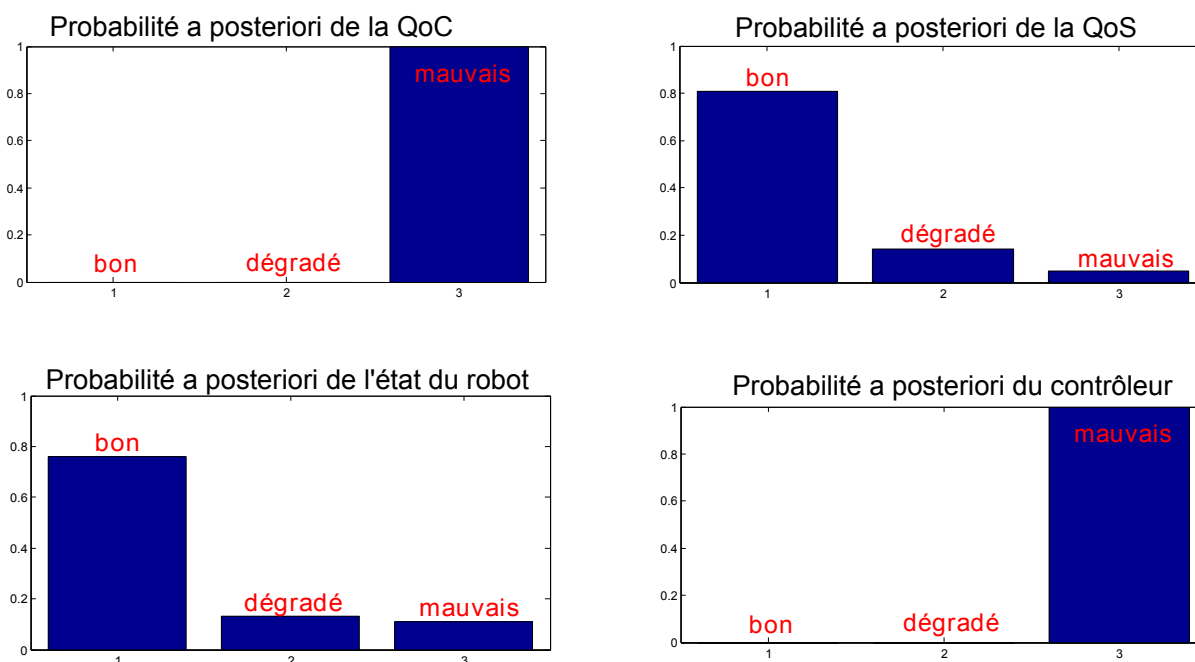 Probabilité a posteriori de la QoC
1
0.8
0.6
0.4
0.2
0
bon
dégradé
mauvais
1
2
3
Probabilité a posteriori de la QoS
1
0.8
0.6
0.4
0.2
0
bon
dégradé
mauvais
1
2
3
Probabilité a posteriori de l'état du robot
1
0.8
0.6
0.4
0.2
0
bon
dégradé
mauvais
1
2
3
Probabilité a posteriori du contrôleur
1
0.8
0.6
0.4
0.2
0
bon
dégradé
mauvais
1
2
3